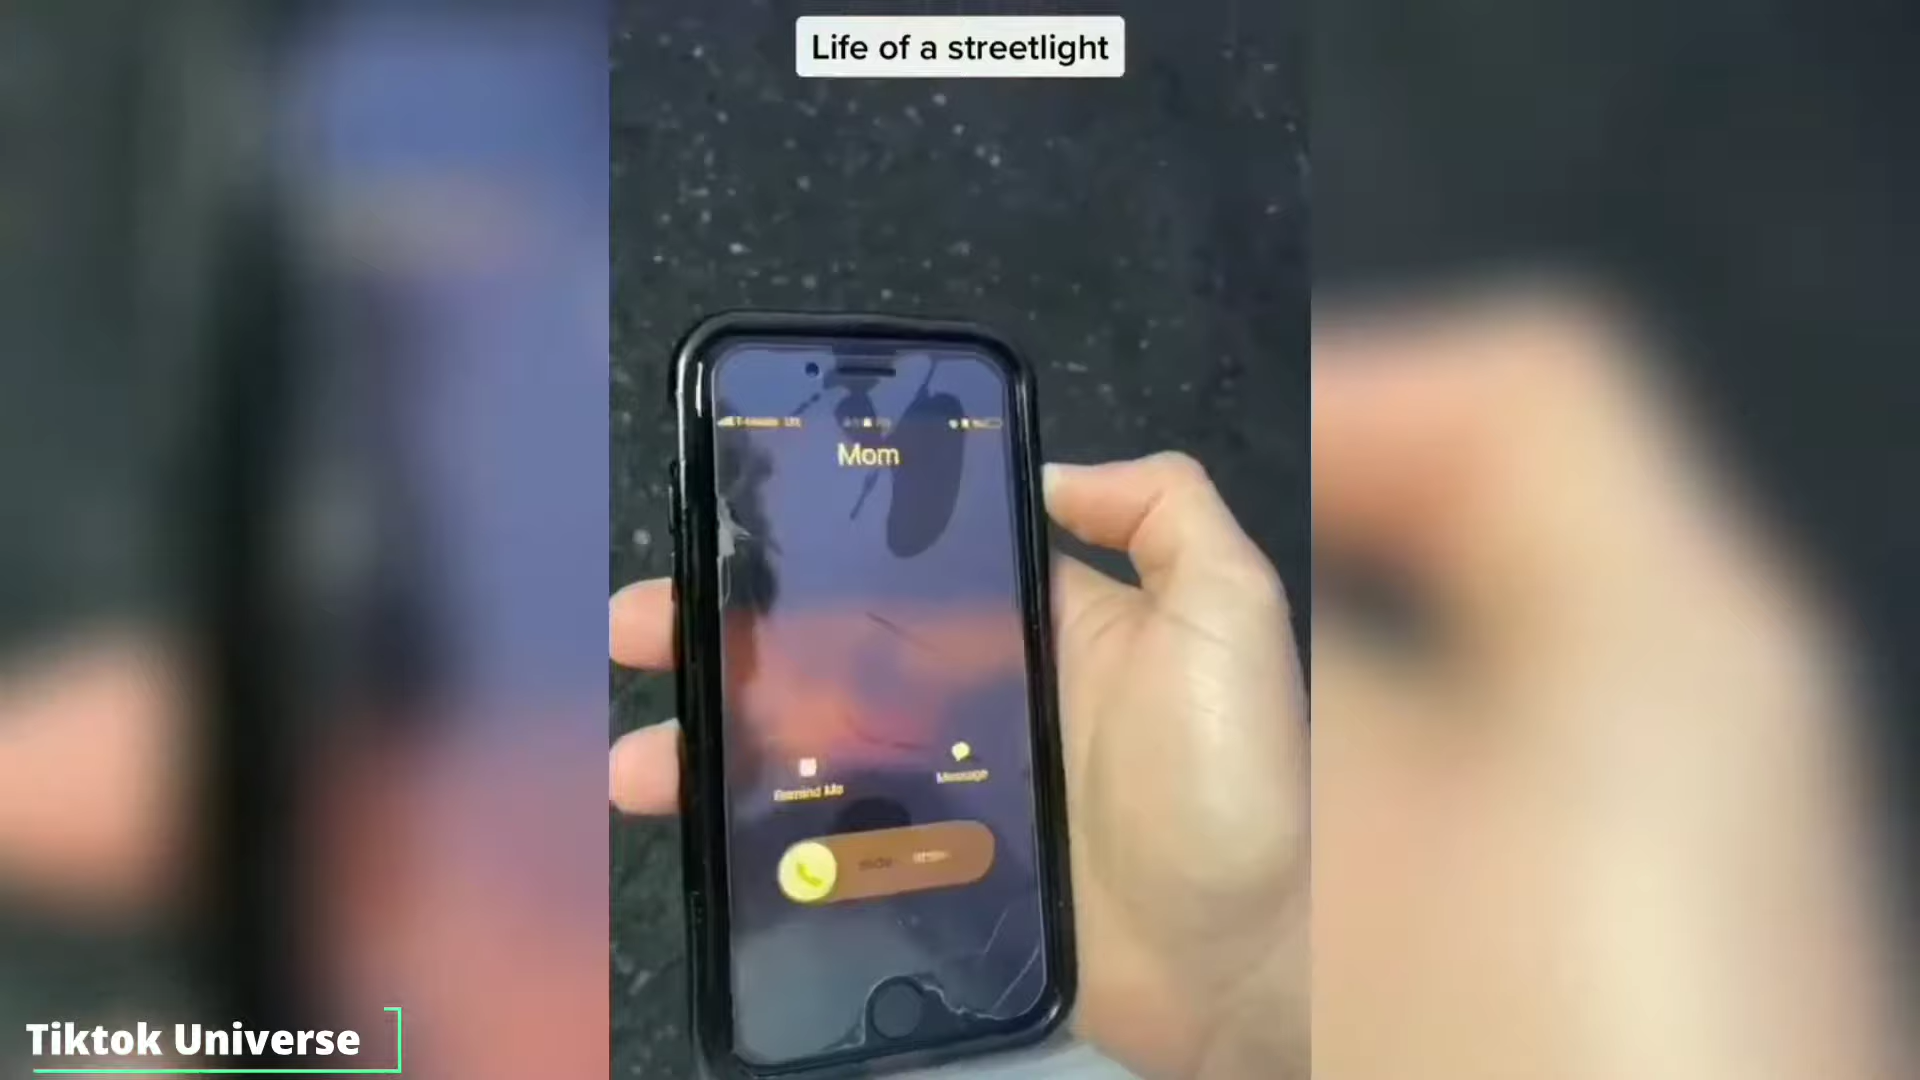 Life of a streetlight
Mom
Remind Me
Message
Tiktok Universe